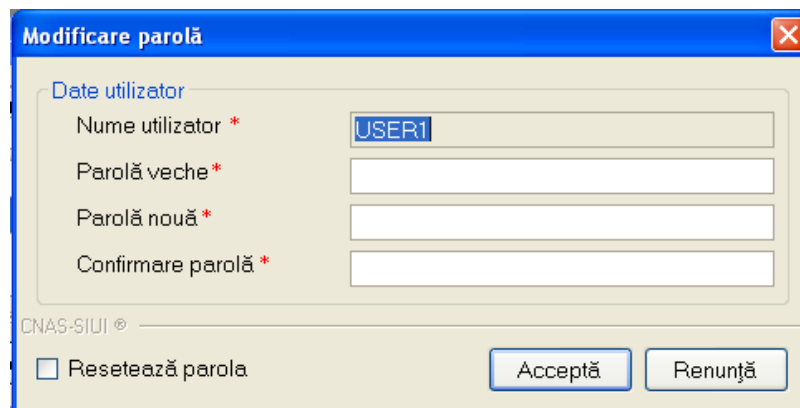 Modificare parolă
Date utilizator
Nume utilizator * USER1
Parolă veche *
Parolă nouă *
Confirmare parolă *
CNAS-SIUI ®
Resetează parola Acceptă Renunţă